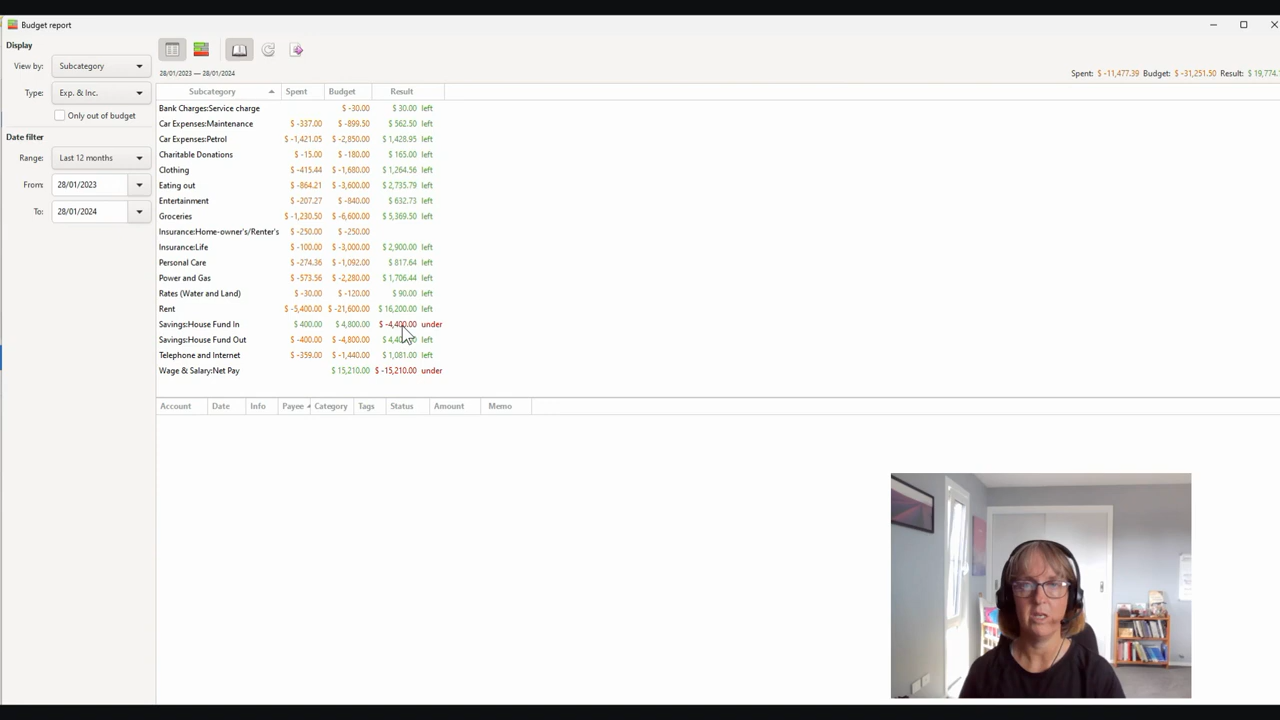 Budget report
Display
View by: Subcategory
Type: Exp. & Inc.
Only out of budget
Date filter
Range: Last 12 months
From: 28/01/2023
To: 28/01/2024
28/01/2023 — 28/01/2024
Spent: $ -11,477.39 Budget: $ -31,251.50 Result: $ 19,774.
Subcategory Spent Budget Result
Bank Charges:Service charge $ -30.00 $ 30.00 left
Car Expenses:Maintenance $ -337.00 $ -899.50 $ 562.50 left
Car Expenses:Petrol $ -1,421.05 $ -2,850.00 $ 1,428.95 left
Charitable Donations $ -15.00 $ -180.00 $ 165.00 left
Clothing $ -415.44 $ -1,680.00 $ 1,264.56 left
Eating out $ -864.21 $ -3,600.00 $ 2,735.79 left
Entertainment $ -207.27 $ -840.00 $ 632.73 left
Groceries $ -1,230.50 $ -6,600.00 $ 5,369.50 left
Insurance:Home-owner's/Renter's $ -250.00 $ -250.00
Insurance:Life $ -100.00 $ -3,000.00 $ 2,900.00 left
Personal Care $ -274.36 $ -1,092.00 $ 817.64 left
Power and Gas $ -573.56 $ -2,280.00 $ 1,706.44 left
Rates (Water and Land) $ -30.00 $ -120.00 $ 90.00 left
Rent $ -5,400.00 $ -21,600.00 $ 16,200.00 left
Savings:House Fund In $ 400.00 $ 4,800.00 $ -4,400.00 under
Savings:House Fund Out $ -400.00 $ -4,800.00 left
Telephone and Internet $ -359.00 $ -1,440.00 $ 1,081.00 left
Wage & Salary:Net Pay $ 15,210.00 $ -15,210.00 under
Account Date Info Payee Category Tags Status Amount Memo